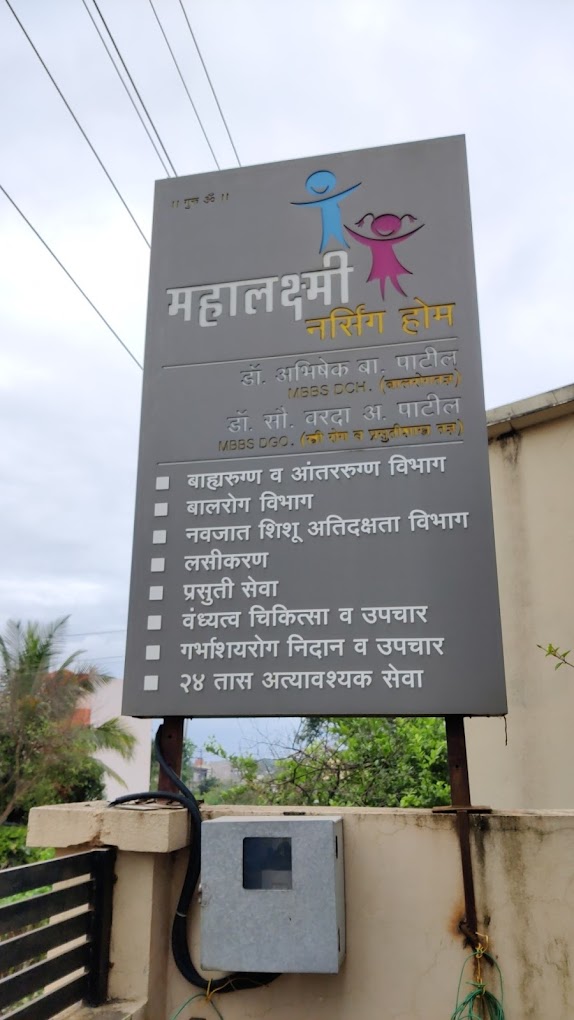 ।। गुरु ॐ ।।
महालक्ष्मी
नर्सिंग होम
डॉ. अभिषेक बा. पाटील
MBBS DCH. (बालरोगतज्ञ)
डॉ. सौ. वरदा अ. पाटील
MBBS DGO. (स्त्री रोग व प्रसुतीशास्त्र तज्ञ)
बाह्यरुग्ण व आंतररुग्ण विभाग
बालरोग विभाग
नवजात शिशू अतिदक्षता विभाग
लसीकरण
प्रसुती सेवा
वंध्यत्व चिकित्सा व उपचार
गर्भाशयरोग निदान व उपचार
२४ तास अत्यावश्यक सेवा